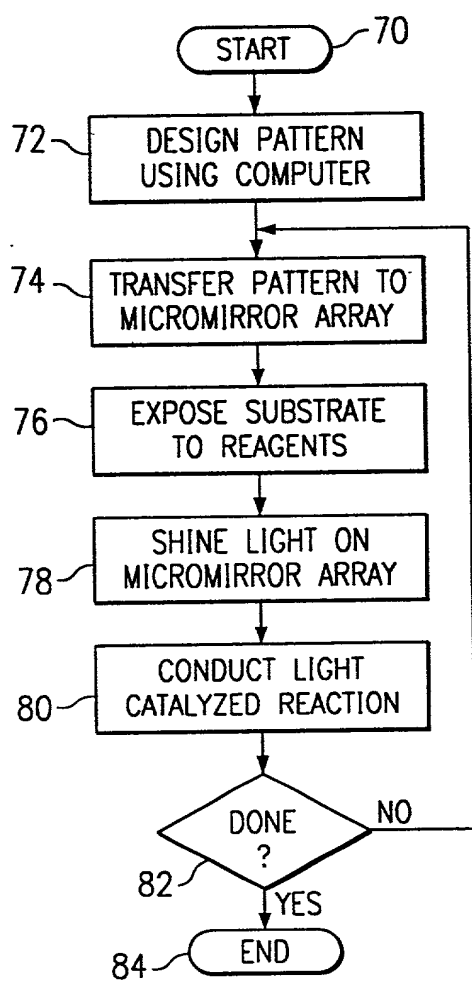 START
70
72
DESIGN PATTERN
USING COMPUTER
74
TRANSFER PATTERN TO
MICROMIRROR ARRAY
76
EXPOSE SUBSTRATE
TO REAGENTS
78
SHINE LIGHT ON
MICROMIRROR ARRAY
80
CONDUCT LIGHT
CATALYZED REACTION
DONE
?
NO
82
YES
84
END